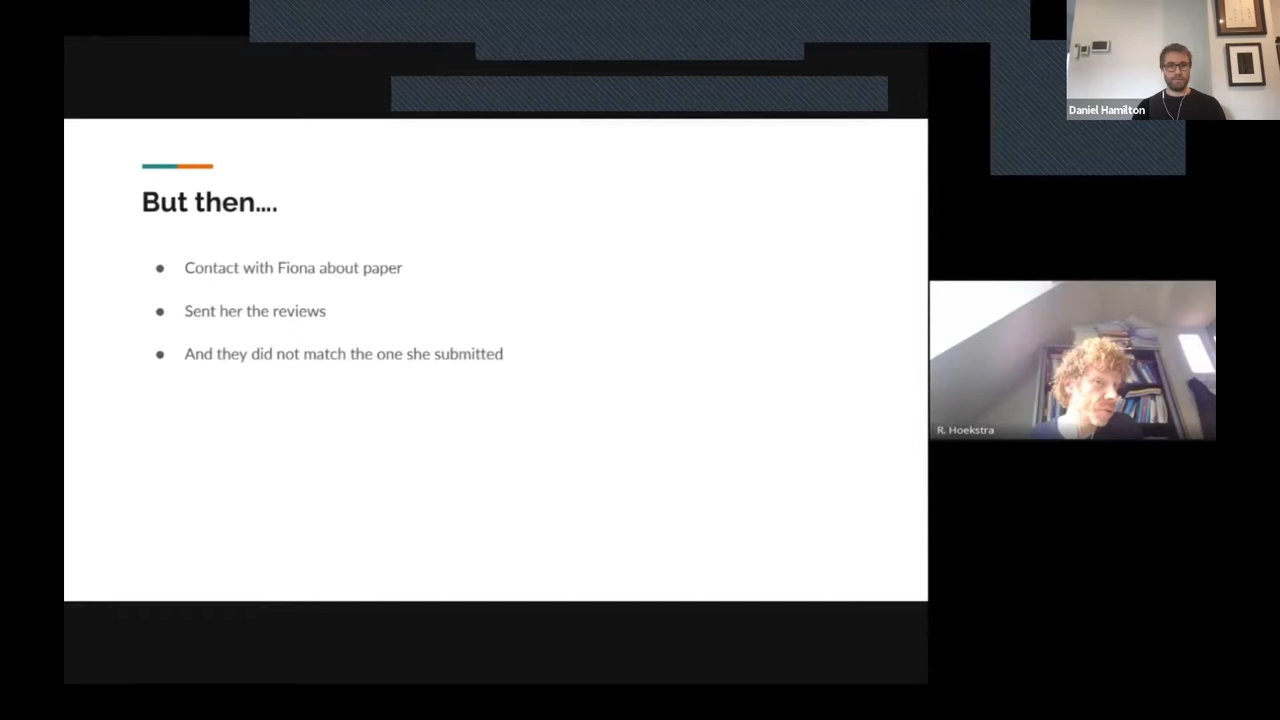 Daniel Hamilton
But then....
● Contact with Fiona about paper
● Sent her the reviews
● And they did not match the one she submitted
R. Hoekstra